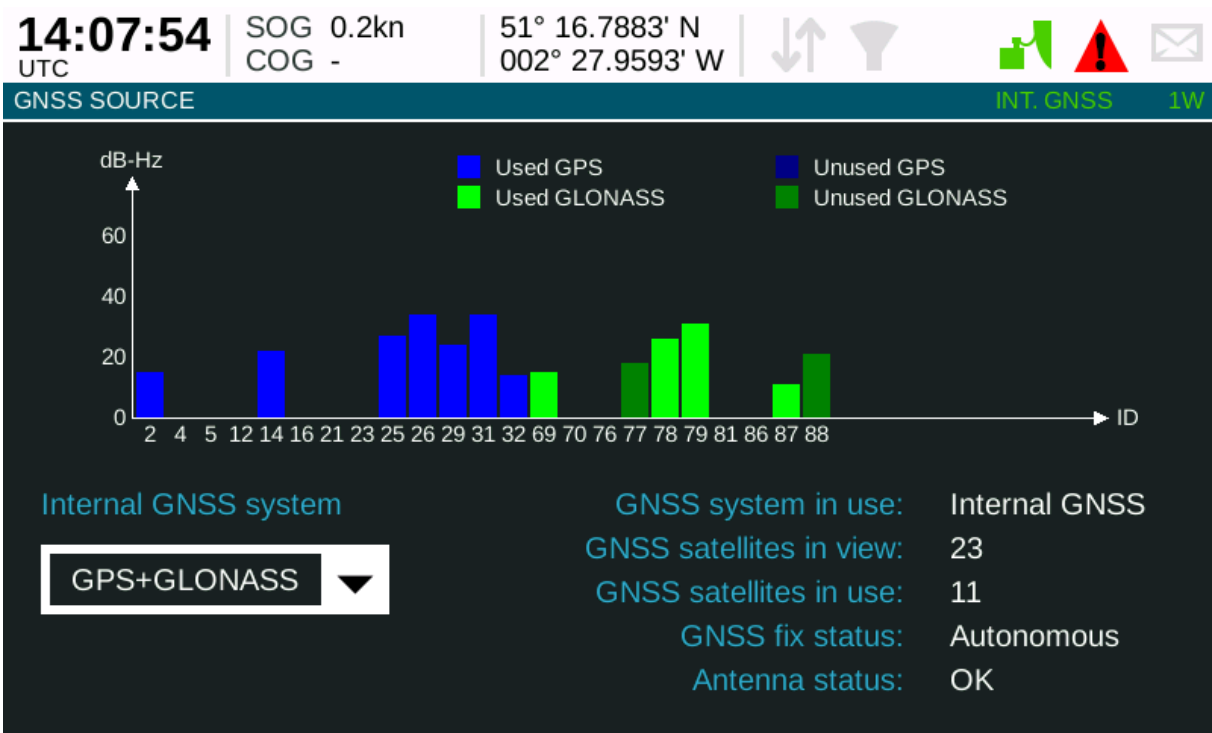 14:07:54 SOG 0.2kn 51° 16.7883' N
UTC COG - 002° 27.9593' W
GNSS SOURCE INT. GNSS 1W
dB-Hz
Used GPS Unused GPS
Used GLONASS Unused GLONASS
60
40
20
0 ID
2 4 5 12 14 16 21 23 25 26 29 31 32 69 70 76 77 78 79 81 86 87 88
Internal GNSS system GNSS system in use: Internal GNSS
GNSS satellites in view: 23
GPS+GLONASS GNSS satellites in use: 11
GNSS fix status: Autonomous
Antenna status: OK